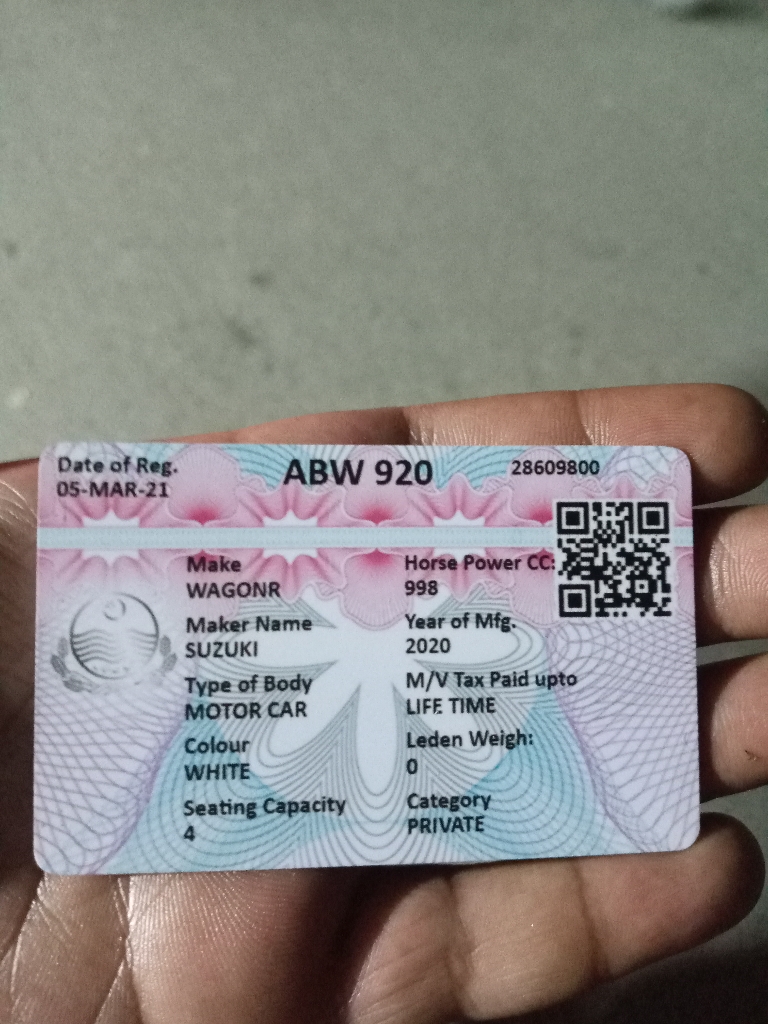 Date of Reg.
05-MAR-21
ABW 920
28609800
Make
WAGONR
Maker Name
SUZUKI
Type of Body
MOTOR CAR
Colour
WHITE
Seating Capacity
4
Horse Power CC:
998
Year of Mfg.
2020
M/V Tax Paid upto
LIFE TIME
Leden Weigh:
0
Category
PRIVATE